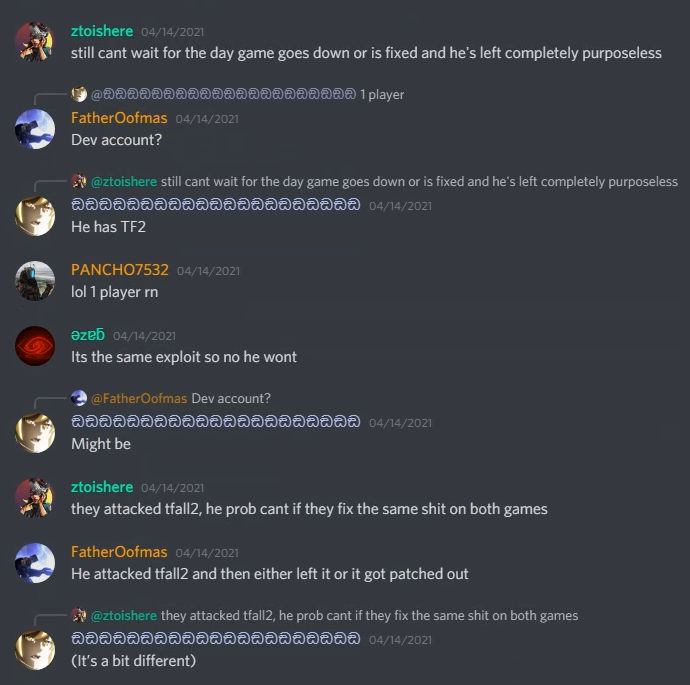 ztoishere 04/14/2021
still cant wait for the day game goes down or is fixed and he's left completely purposeless
@ඞඞඞඞඞඞඞඞඞඞඞඞඞඞඞඞඞඞඞඞඞ 1 player
FatherOofmas 04/14/2021
Dev account?
@ztoishere still cant wait for the day game goes down or is fixed and he's left completely purposeless
ඞඞඞඞඞඞඞඞඞඞඞඞඞඞඞඞඞඞඞඞඞ 04/14/2021
He has TF2
PANCHO7532 04/14/2021
lol 1 player rn
ǝzɐƃ 04/14/2021
Its the same exploit so no he wont
@FatherOofmas Dev account?
ඞඞඞඞඞඞඞඞඞඞඞඞඞඞඞඞඞඞඞඞඞ 04/14/2021
Might be
ztoishere 04/14/2021
they attacked tfall2, he prob cant if they fix the same shit on both games
FatherOofmas 04/14/2021
He attacked tfall2 and then either left it or it got patched out
@ztoishere they attacked tfall2, he prob cant if they fix the same shit on both games
ඞඞඞඞඞඞඞඞඞඞඞඞඞඞඞඞඞඞඞඞඞ 04/14/2021
(It's a bit different)